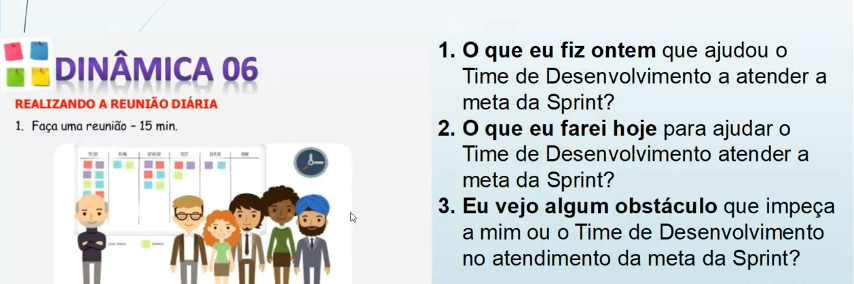 DINÂMICA 06
REALIZANDO A REUNIÃO DIÁRIA
1. Faça uma reunião – 15 min.
1. O que eu fiz ontem que ajudou o
Time de Desenvolvimento a atender a
meta da Sprint?
2. O que eu farei hoje para ajudar o
Time de Desenvolvimento atender a
meta da Sprint?
3. Eu vejo algum obstáculo que impeça
a mim ou o Time de Desenvolvimento
no atendimento da meta da Sprint?